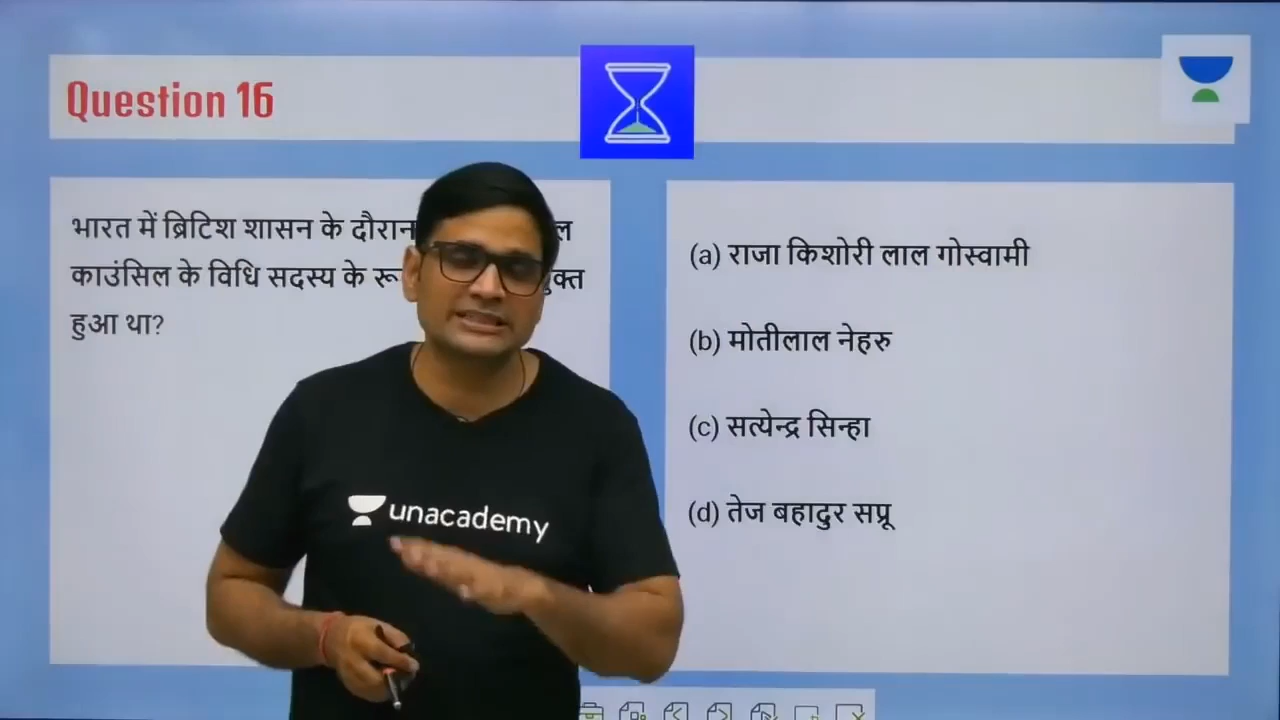 Question 16
भारत में ब्रिटिश शासन के दौरान
काउंसिल के विधि सदस्य के
हुआ था?
(a) राजा किशोरी लाल गोस्वामी
(b) मोतीलाल नेहरु
(c) सत्येन्द्र सिन्हा
(d) तेज बहादुर सप्रू
unacademy